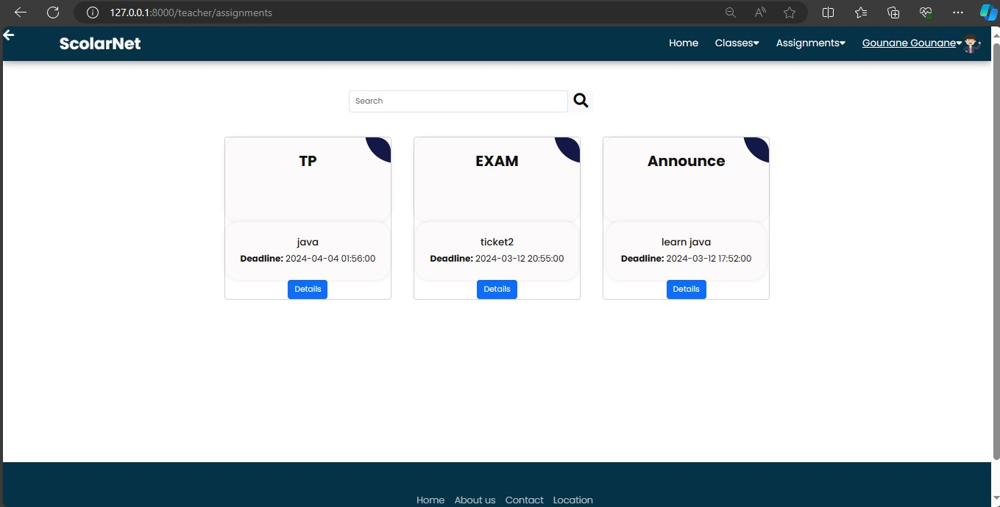 127.0.0.1:8000/teacher/assignments
ScolarNet
Home Classes Assignments Gounane Gounane
Search
TP
java
Deadline: 2024-04-04 01:56:00
Details
EXAM
ticket2
Deadline: 2024-03-12 20:55:00
Details
Announce
learn java
Deadline: 2024-03-12 17:52:00
Details
Home About us Contact Location